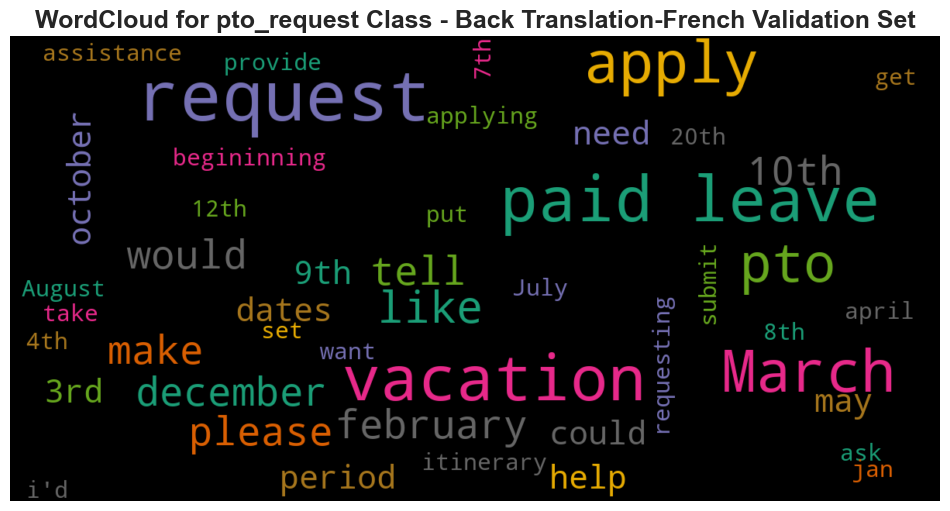 WordCloud for pto_request Class - Back Translation-French Validation Set
assistance
provide
7th
apply
get
request
applying
need
20th
october
begininning
10th
12th
put
paid leave
would
9th
tell
pto
August
take
dates
like
July
submit
april
4th
set
8th
make
want
requesting
vacation
March
3rd
december
may
please
february
could
itinerary
ask
jan
period
help
i'd